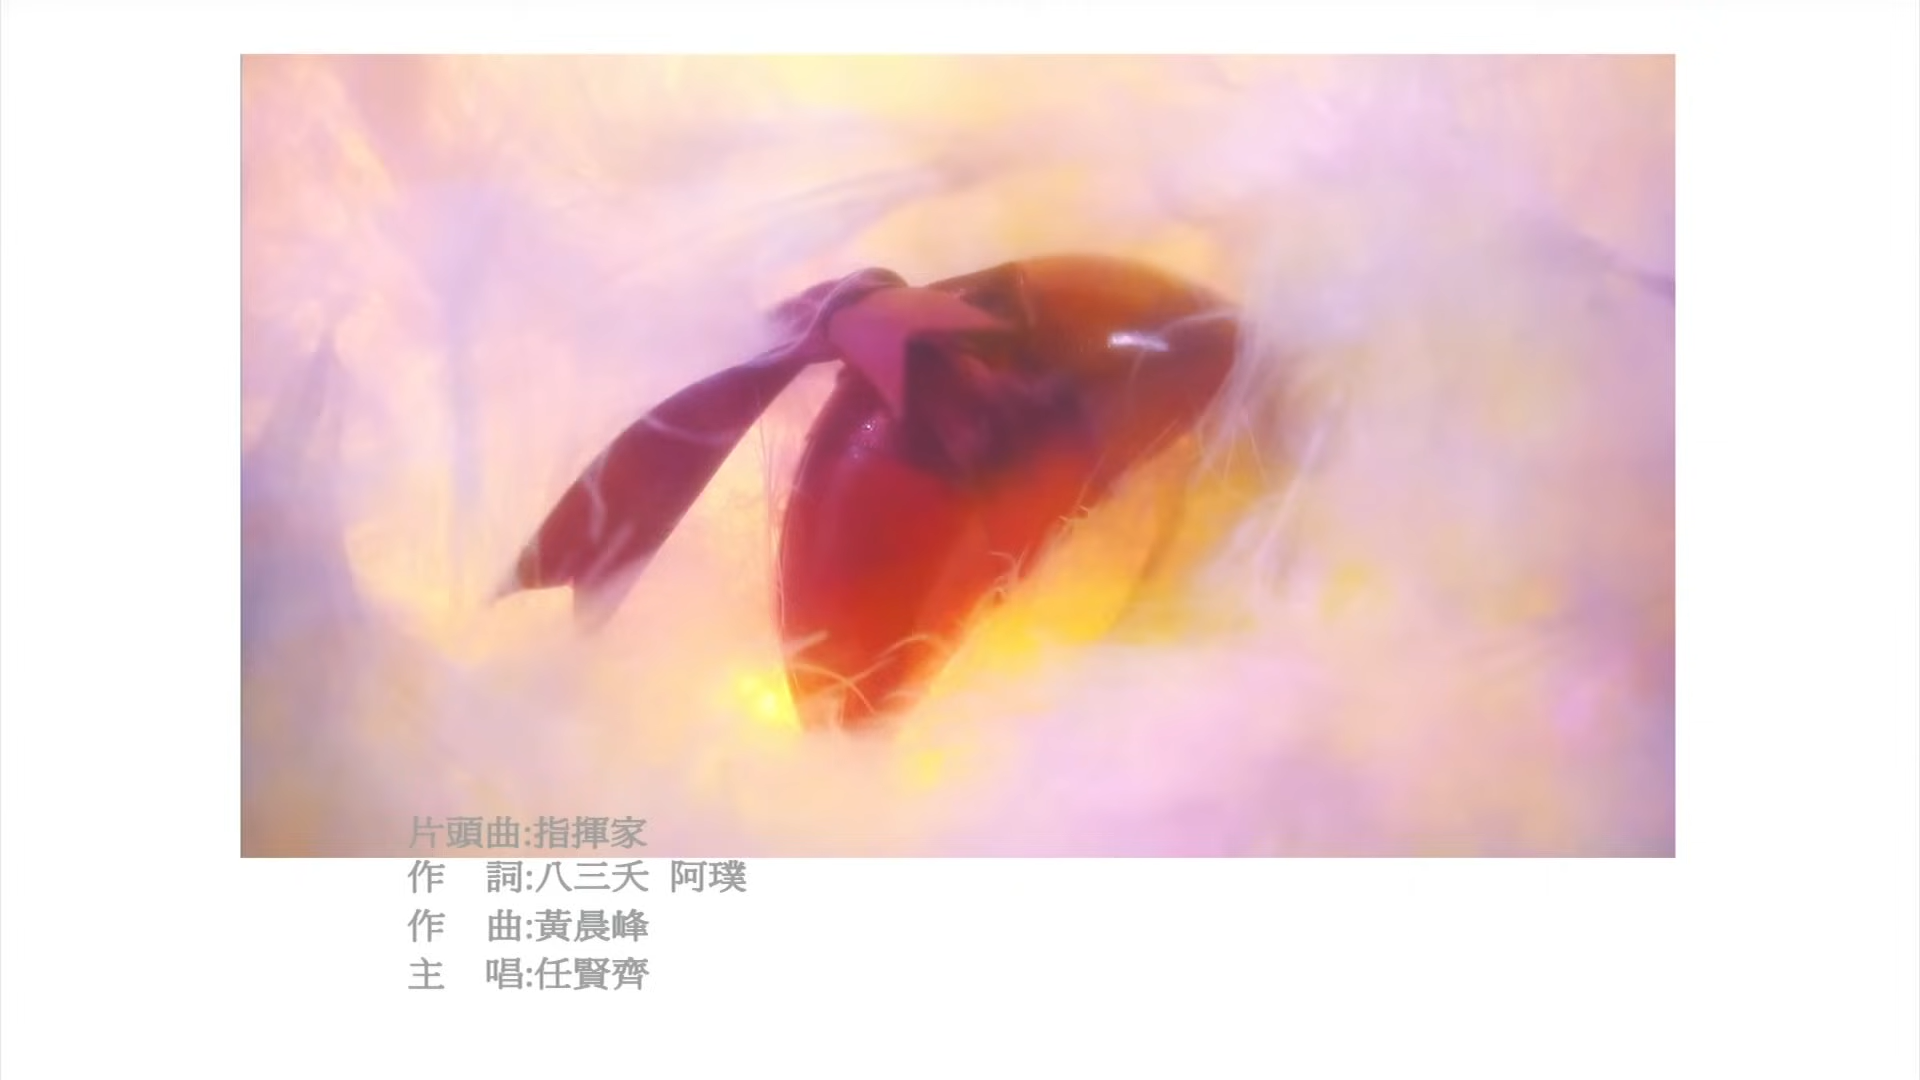 片頭曲:指揮家
作　詞:八三夭 阿璞
作　曲:黃晨峰
主　唱:任賢齊